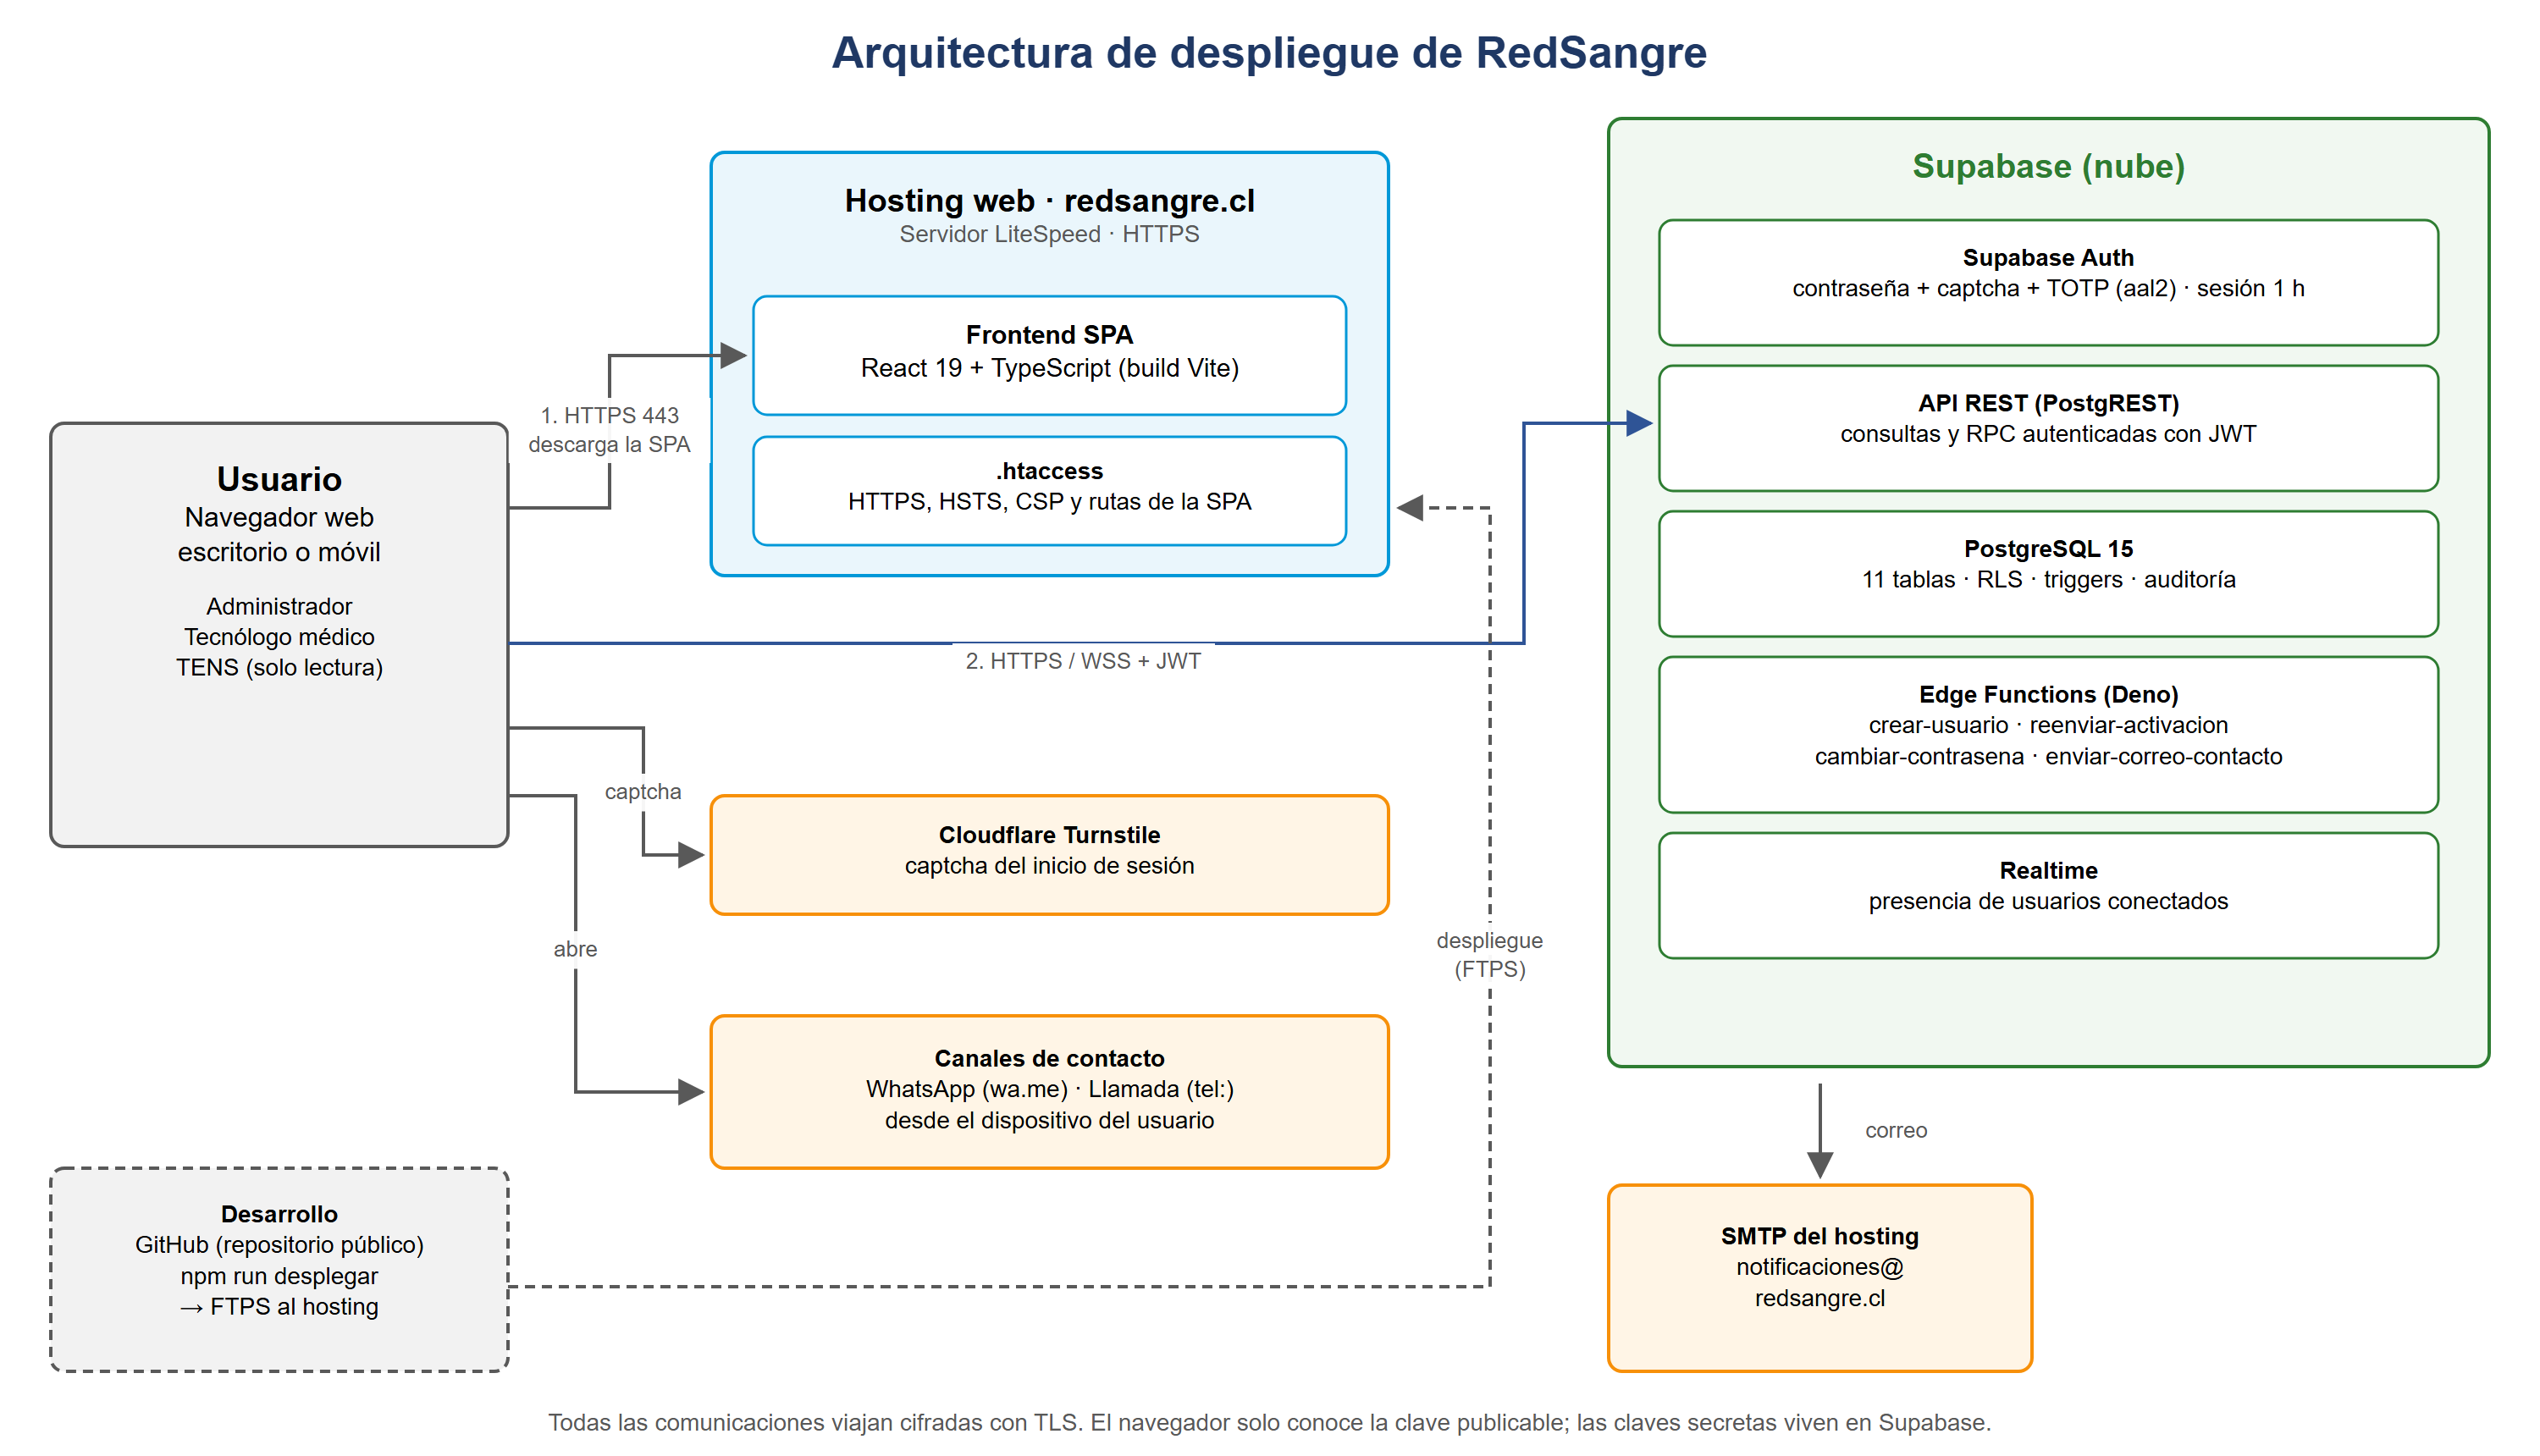 Arquitectura de despliegue de RedSangre
Usuario
Navegador web
escritorio o móvil
Administrador
Tecnólogo médico
TENS (solo lectura)
1. HTTPS 443
descarga la SPA
Hosting web · redsangre.cl
Servidor LiteSpeed · HTTPS
Frontend SPA
React 19 + TypeScript (build Vite)
.htaccess
HTTPS, HSTS, CSP y rutas de la SPA
2. HTTPS / WSS + JWT
captcha
Cloudflare Turnstile
captcha del inicio de sesión
abre
Canales de contacto
WhatsApp (wa.me) · Llamada (tel:)
desde el dispositivo del usuario
despliegue
(FTPS)
Desarrollo
GitHub (repositorio público)
npm run desplegar
→ FTPS al hosting
Supabase (nube)
Supabase Auth
contraseña + captcha + TOTP (aal2) · sesión 1 h
API REST (PostgREST)
consultas y RPC autenticadas con JWT
PostgreSQL 15
11 tablas · RLS · triggers · auditoría
Edge Functions (Deno)
crear-usuario · reenviar-activacion
cambiar-contrasena · enviar-correo-contacto
Realtime
presencia de usuarios conectados
correo
SMTP del hosting
notificaciones@
redsangre.cl
Todas las comunicaciones viajan cifradas con TLS. El navegador solo conoce la clave publicable; las claves secretas viven en Supabase.